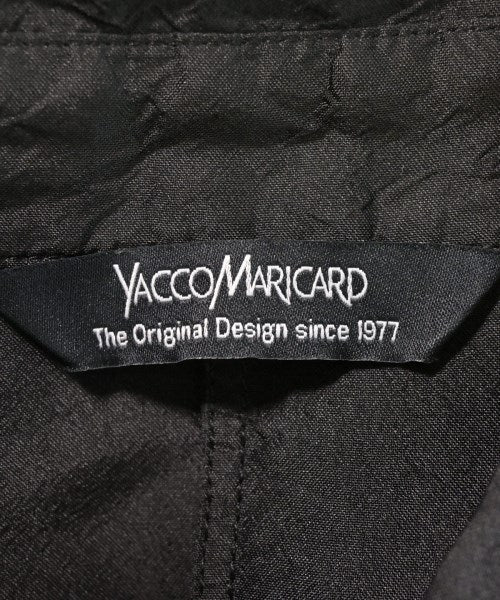 YACCOMARICARD
The Original Design since 1977